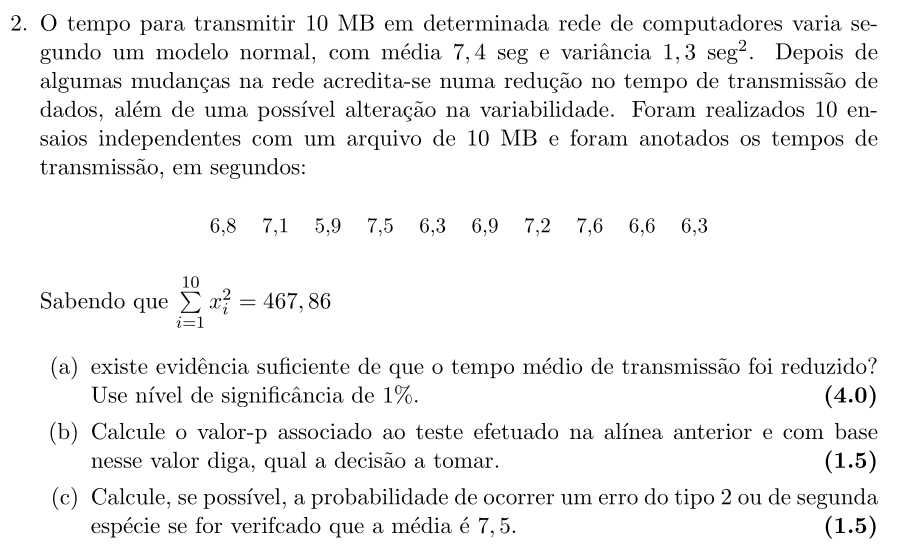 2. O tempo para transmitir 10 MB em determinada rede de computadores varia se-
gundo um modelo normal, com média 7,4 seg e variância 1,3 seg². Depois de
algumas mudanças na rede acredita-se numa redução no tempo de transmissão de
dados, além de uma possível alteração na variabilidade. Foram realizados 10 en-
saios independentes com um arquivo de 10 MB e foram anotados os tempos de
transmissão, em segundos:
6,8 7,1 5,9 7,5 6,3 6,9 7,2 7,6 6,6 6,3
Sabendo que ∑_{i=1}^{10} x_i² = 467,86
(a) existe evidência suficiente de que o tempo médio de transmissão foi reduzido?
Use nível de significância de 1%. (4.0)
(b) Calcule o valor-p associado ao teste efetuado na alínea anterior e com base
nesse valor diga, qual a decisão a tomar. (1.5)
(c) Calcule, se possível, a probabilidade de ocorrer um erro do tipo 2 ou de segunda
espécie se for verifcado que a média é 7,5. (1.5)